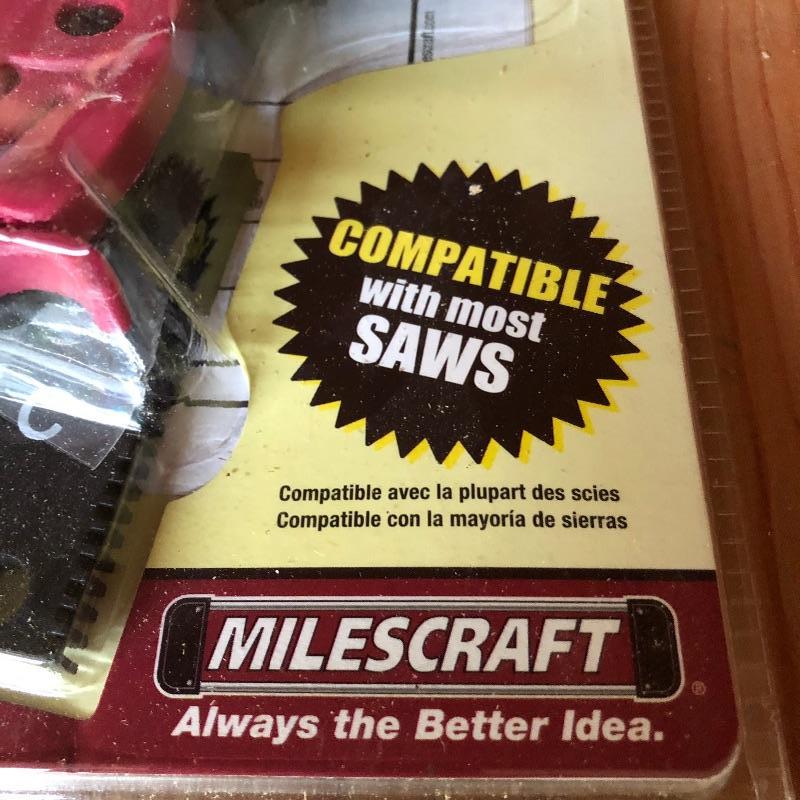 COMPATIBLE
with most
SAWS
Compatible avec la plupart des scies
Compatible con la mayoría de sierras
MILESCRAFT®
Always the Better Idea.
C